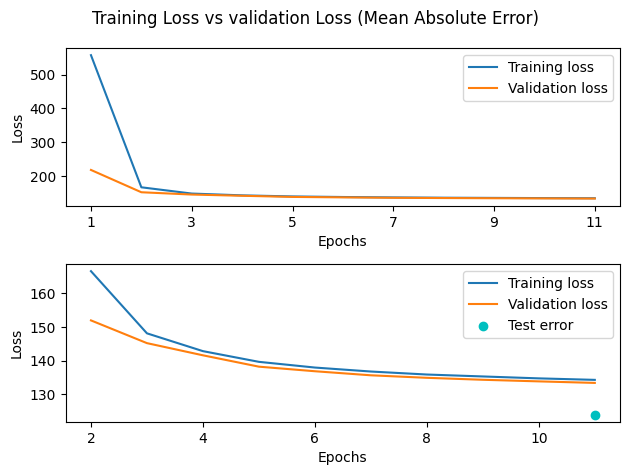 Training Loss vs validation Loss (Mean Absolute Error)
500
400
300
200
Loss
Training loss
Validation loss
1 3 5 7 9 11
Epochs
160
150
140
130
Loss
Training loss
Validation loss
Test error
2 4 6 8 10
Epochs